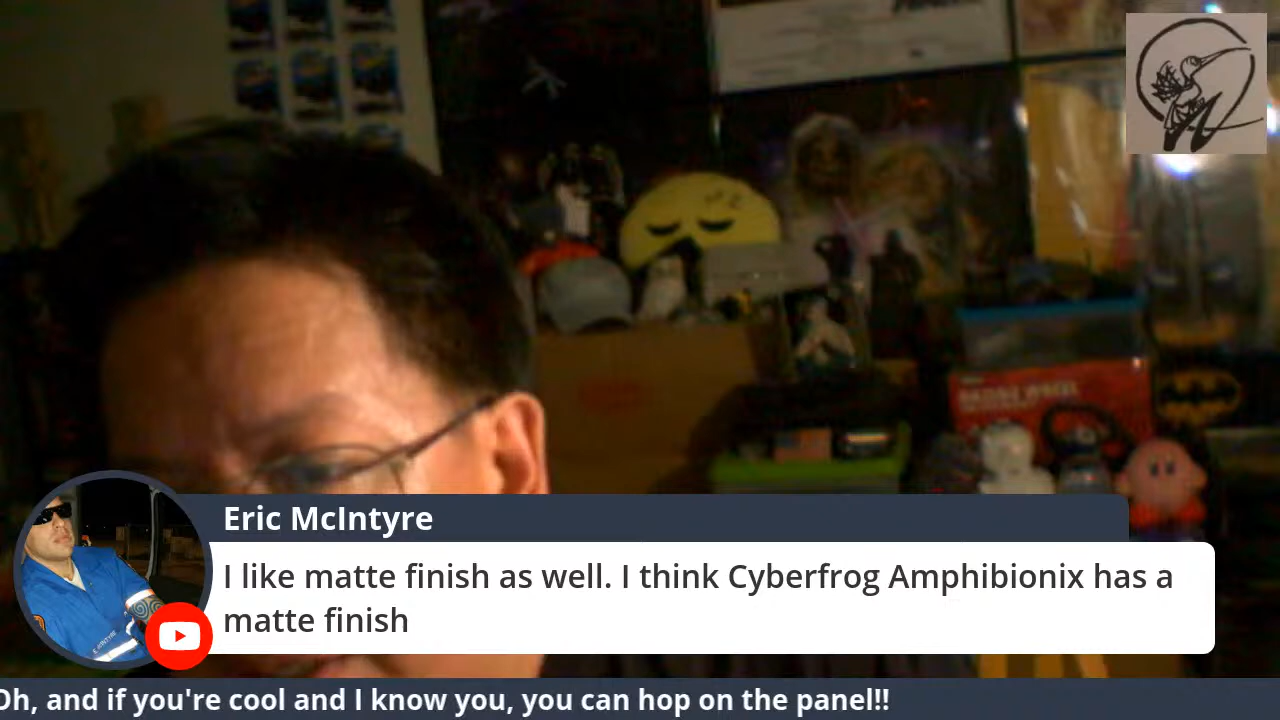 Eric McIntyre
I like matte finish as well. I think Cyberfrog Amphibionix has a
matte finish
Oh, and if you're cool and I know you, you can hop on the panel!!